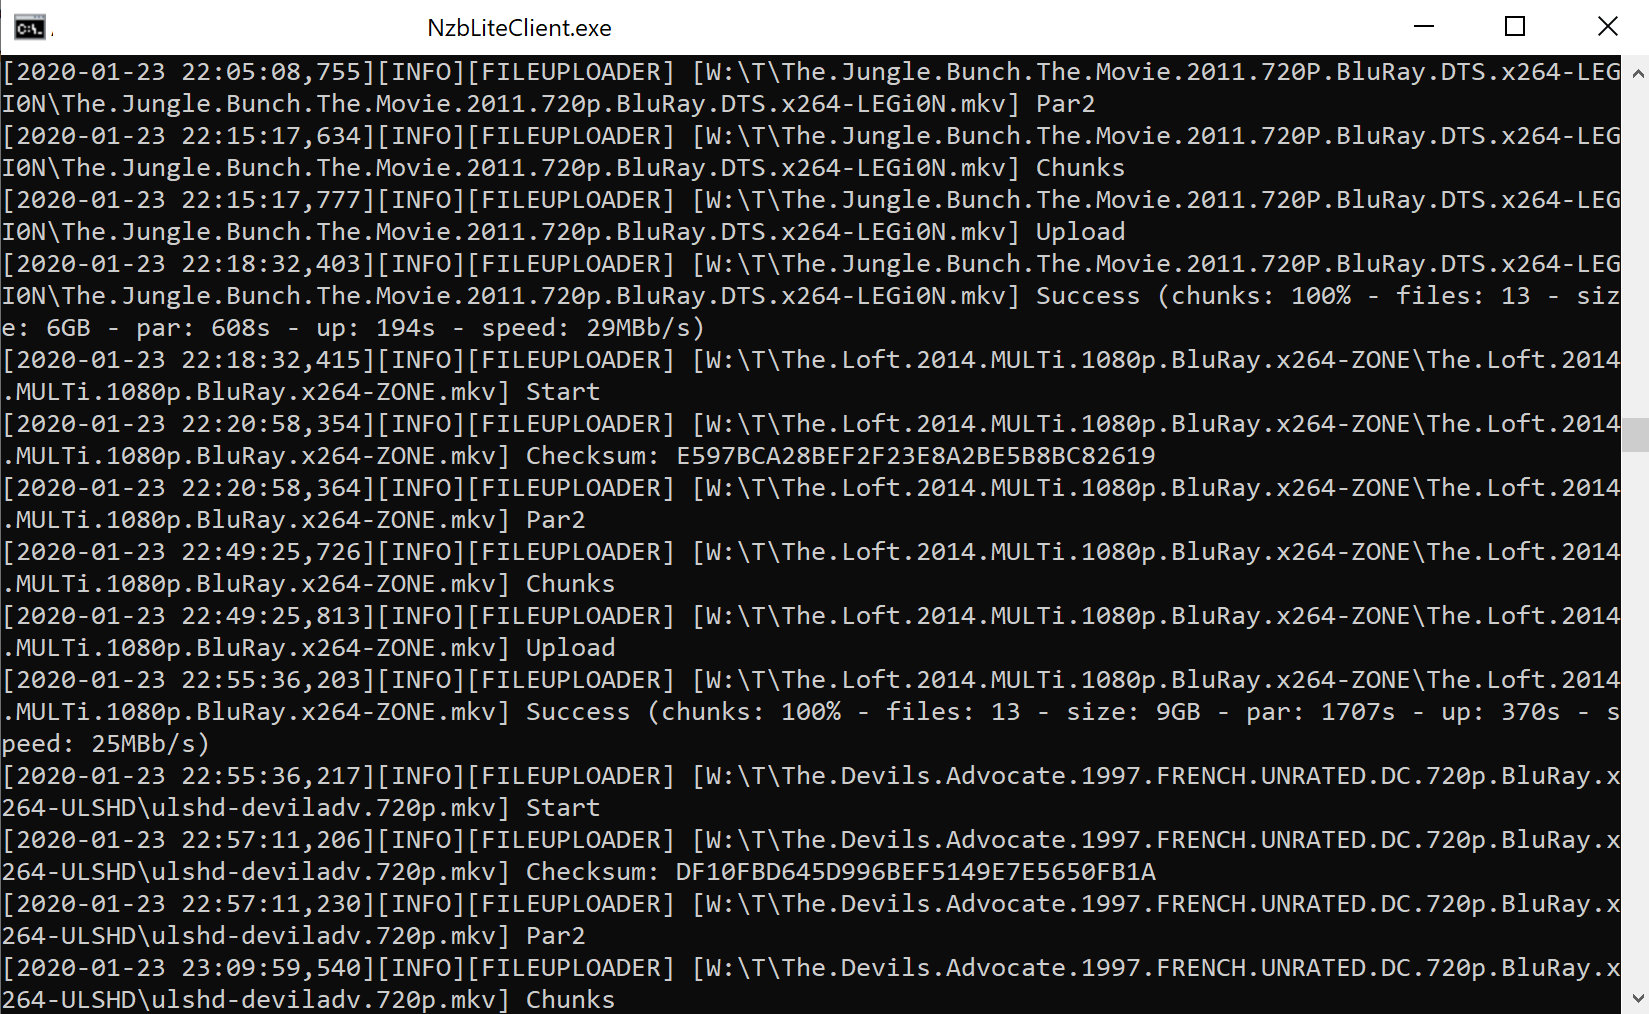 NzbLiteClient.exe
[2020-01-23 22:05:08,755][INFO][FILEUPLOADER] [W:\T\The.Jungle.Bunch.The.Movie.2011.720P.BluRay.DTS.x264-LEG
I0N\The.Jungle.Bunch.The.Movie.2011.720p.BluRay.DTS.x264-LEGi0N.mkv] Par2
[2020-01-23 22:15:17,634][INFO][FILEUPLOADER] [W:\T\The.Jungle.Bunch.The.Movie.2011.720P.BluRay.DTS.x264-LEG
I0N\The.Jungle.Bunch.The.Movie.2011.720p.BluRay.DTS.x264-LEGi0N.mkv] Chunks
[2020-01-23 22:15:17,777][INFO][FILEUPLOADER] [W:\T\The.Jungle.Bunch.The.Movie.2011.720P.BluRay.DTS.x264-LEG
I0N\The.Jungle.Bunch.The.Movie.2011.720p.BluRay.DTS.x264-LEGi0N.mkv] Upload
[2020-01-23 22:18:32,403][INFO][FILEUPLOADER] [W:\T\The.Jungle.Bunch.The.Movie.2011.720P.BluRay.DTS.x264-LEG
I0N\The.Jungle.Bunch.The.Movie.2011.720p.BluRay.DTS.x264-LEGi0N.mkv] Success (chunks: 100% - files: 13 - siz
e: 6GB - par: 608s - up: 194s - speed: 29MBb/s)
[2020-01-23 22:18:32,415][INFO][FILEUPLOADER] [W:\T\The.Loft.2014.MULTi.1080p.BluRay.x264-ZONE\The.Loft.2014
.MULTi.1080p.BluRay.x264-ZONE.mkv] Start
[2020-01-23 22:20:58,354][INFO][FILEUPLOADER] [W:\T\The.Loft.2014.MULTi.1080p.BluRay.x264-ZONE\The.Loft.2014
.MULTi.1080p.BluRay.x264-ZONE.mkv] Checksum: E597BCA28BEF2F23E8A2BE5B8BC82619
[2020-01-23 22:20:58,364][INFO][FILEUPLOADER] [W:\T\The.Loft.2014.MULTi.1080p.BluRay.x264-ZONE\The.Loft.2014
.MULTi.1080p.BluRay.x264-ZONE.mkv] Par2
[2020-01-23 22:49:25,726][INFO][FILEUPLOADER] [W:\T\The.Loft.2014.MULTi.1080p.BluRay.x264-ZONE\The.Loft.2014
.MULTi.1080p.BluRay.x264-ZONE.mkv] Chunks
[2020-01-23 22:49:25,813][INFO][FILEUPLOADER] [W:\T\The.Loft.2014.MULTi.1080p.BluRay.x264-ZONE\The.Loft.2014
.MULTi.1080p.BluRay.x264-ZONE.mkv] Upload
[2020-01-23 22:55:36,203][INFO][FILEUPLOADER] [W:\T\The.Loft.2014.MULTi.1080p.BluRay.x264-ZONE\The.Loft.2014
.MULTi.1080p.BluRay.x264-ZONE.mkv] Success (chunks: 100% - files: 13 - size: 9GB - par: 1707s - up: 370s - s
peed: 25MBb/s)
[2020-01-23 22:55:36,217][INFO][FILEUPLOADER] [W:\T\The.Devils.Advocate.1997.FRENCH.UNRATED.DC.720p.BluRay.x
264-ULSHD\ulshd-deviladv.720p.mkv] Start
[2020-01-23 22:57:11,206][INFO][FILEUPLOADER] [W:\T\The.Devils.Advocate.1997.FRENCH.UNRATED.DC.720p.BluRay.x
264-ULSHD\ulshd-deviladv.720p.mkv] Checksum: DF10FBD645D996BEF5149E7E5650FB1A
[2020-01-23 22:57:11,230][INFO][FILEUPLOADER] [W:\T\The.Devils.Advocate.1997.FRENCH.UNRATED.DC.720p.BluRay.x
264-ULSHD\ulshd-deviladv.720p.mkv] Par2
[2020-01-23 23:09:59,540][INFO][FILEUPLOADER] [W:\T\The.Devils.Advocate.1997.FRENCH.UNRATED.DC.720p.BluRay.x
264-ULSHD\ulshd-deviladv.720p.mkv] Chunks